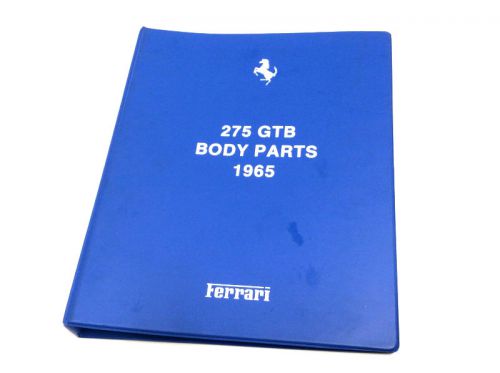 275 GTB
BODY PARTS
1965
Ferrari